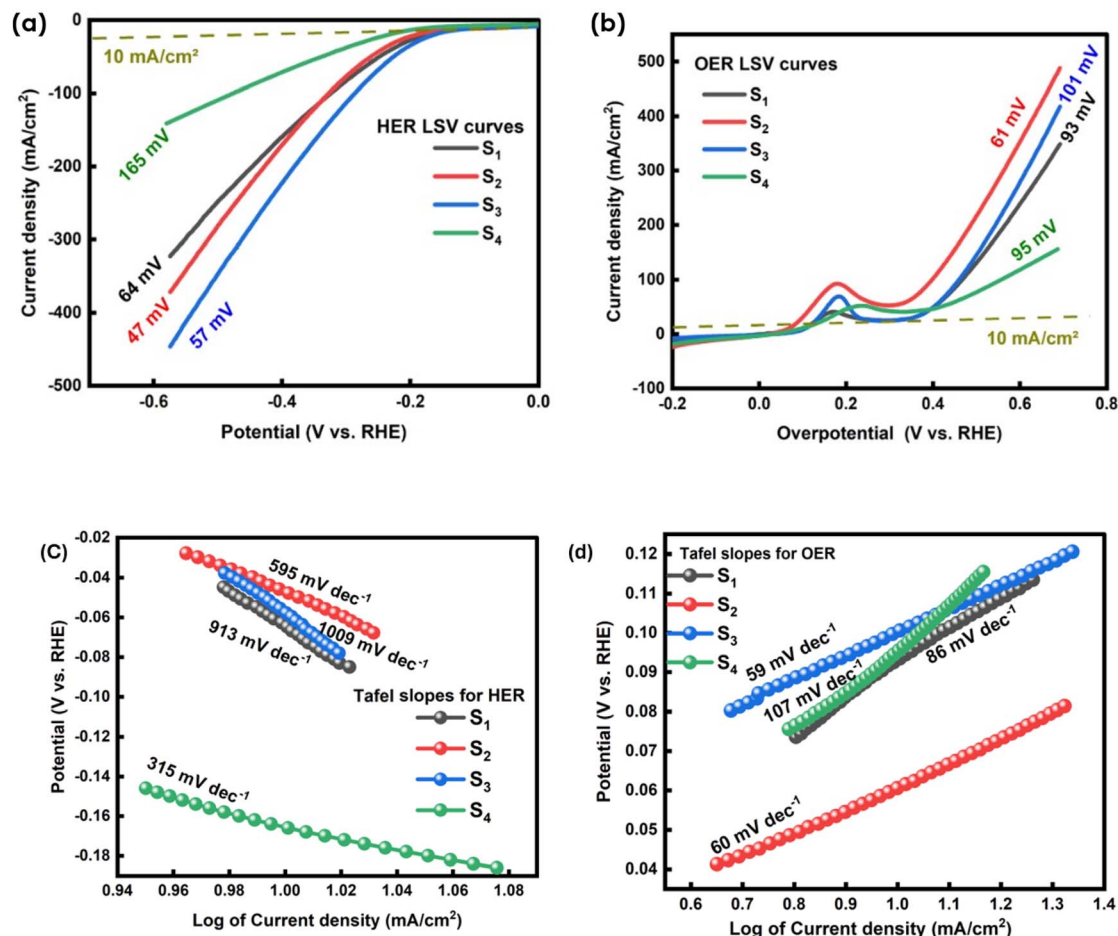 (a)
0
-100
-200
-300
-400
-500
-0.6
-0.4
-0.2
0.0
Current density (mA/cm²)
Potential (V vs. RHE)
10 mA/cm²
165 mV
64 mV
47 mV
57 mV
HER LSV curves
S1
S2
S3
S4
(b)
500
400
300
200
100
0
-100
-0.2
0.0
0.2
0.4
0.6
0.8
Current density (mA/cm²)
Overpotential (V vs. RHE)
OER LSV curves
S1
S2
S3
S4
61 mV
101 mV
93 mV
95 mV
10 mA/cm²
(C)
-0.02
-0.04
-0.06
-0.08
-0.10
-0.12
-0.14
-0.16
-0.18
0.94
0.96
0.98
1.00
1.02
1.04
1.06
1.08
Potential (V vs. RHE)
Log of Current density (mA/cm²)
595 mV dec⁻¹
1009 mV dec⁻¹
913 mV dec⁻¹
315 mV dec⁻¹
Tafel slopes for HER
S1
S2
S3
S4
(d)
0.12
0.11
0.10
0.09
0.08
0.07
0.06
0.05
0.04
0.6
0.7
0.8
0.9
1.0
1.1
1.2
1.3
1.4
Potential (V vs. RHE)
Log of Current density (mA/cm²)
Tafel slopes for OER
S1
S2
S3
S4
59 mV dec⁻¹
107 mV dec⁻¹
86 mV dec⁻¹
60 mV dec⁻¹